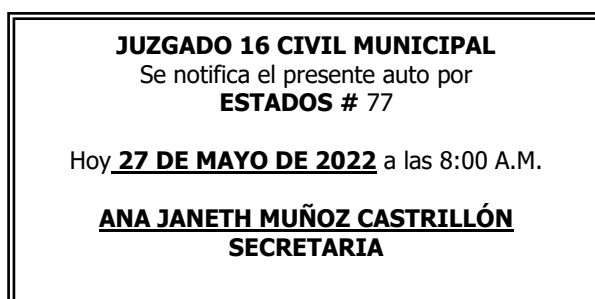 JUZGADO 16 CIVIL MUNICIPAL
Se notifica el presente auto por
ESTADOS # 77
Hoy 27 DE MAYO DE 2022 a las 8:00 A.M.
ANA JANETH MUÑOZ CASTRILLÓN
SECRETARIA